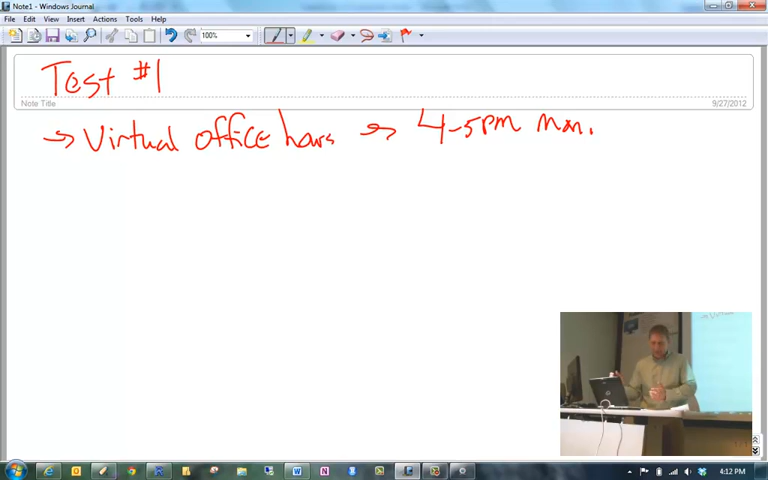 Note1 - Windows Journal
File Edit View Insert Actions Tools Help
100%
Test #1
Note Title
9/27/2012
→ Virtual office hours → 4-5PM Mon.
4:12 PM